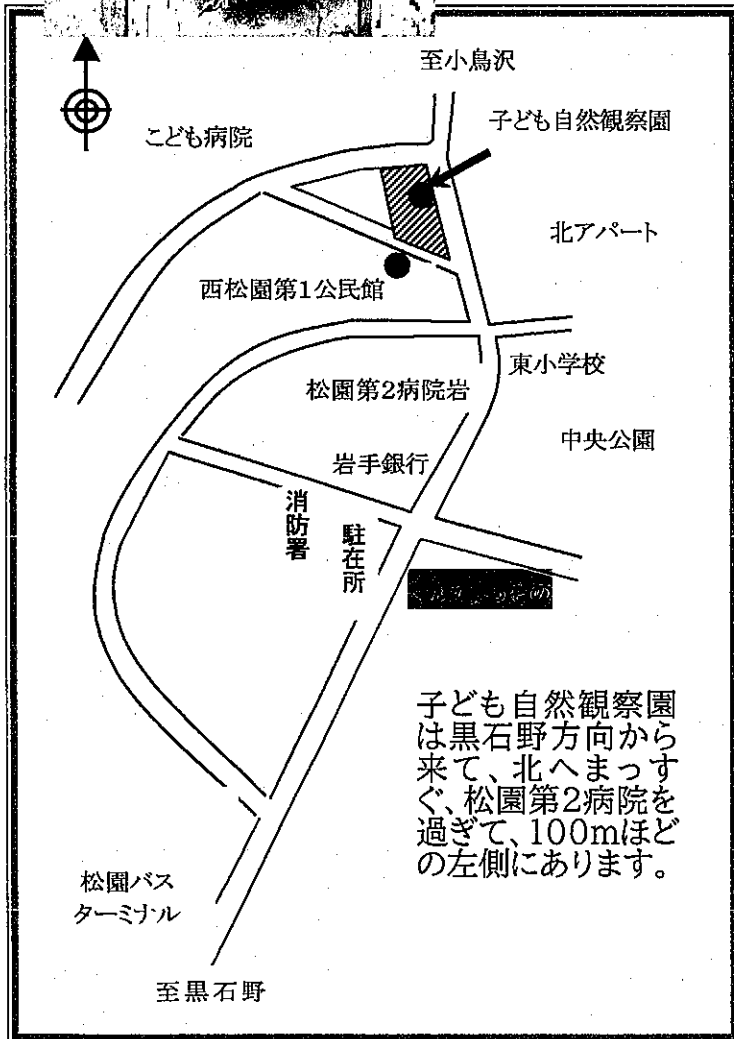 至小鳥沢
子ども自然観察園
こども病院
北アパート
西松園第1公民館
東小学校
松園第2病院岩
中央公園
岩手銀行
消防署
駐在所
子ども自然観察園
は黒石野方向から
来て、北へまっす
ぐ、松園第2病院を
過ぎて、100mほど
の左側にあります。
松園バス
ターミナル
至黒石野